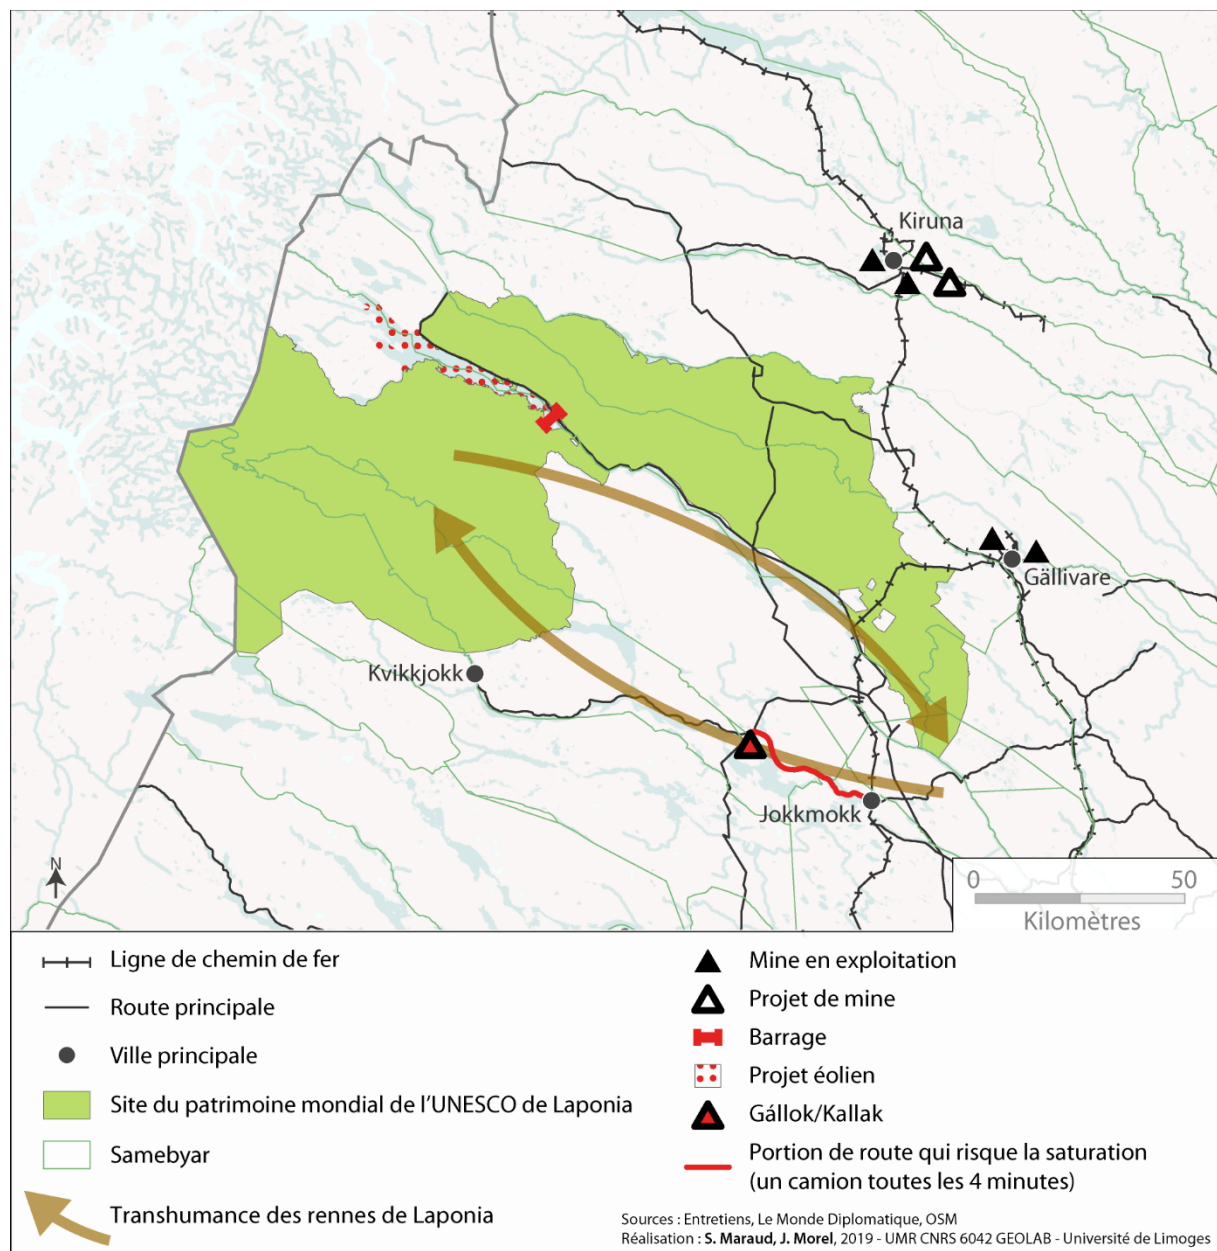 Kiruna
Gällivare
Kvikkjokk
Jokkmokk
N
0 50
Kilomètres
Ligne de chemin de fer
Route principale
Ville principale
Site du patrimoine mondial de l'UNESCO de Laponia
Samebyar
Transhumance des rennes de Laponia
Mine en exploitation
Projet de mine
Barrage
Projet éolien
Gállok/Kallak
Portion de route qui risque la saturation
(un camion toutes les 4 minutes)
Sources : Entretiens, Le Monde Diplomatique, OSM
Réalisation : S. Maraud, J. Morel, 2019 - UMR CNRS 6042 GEOLAB - Université de Limoges